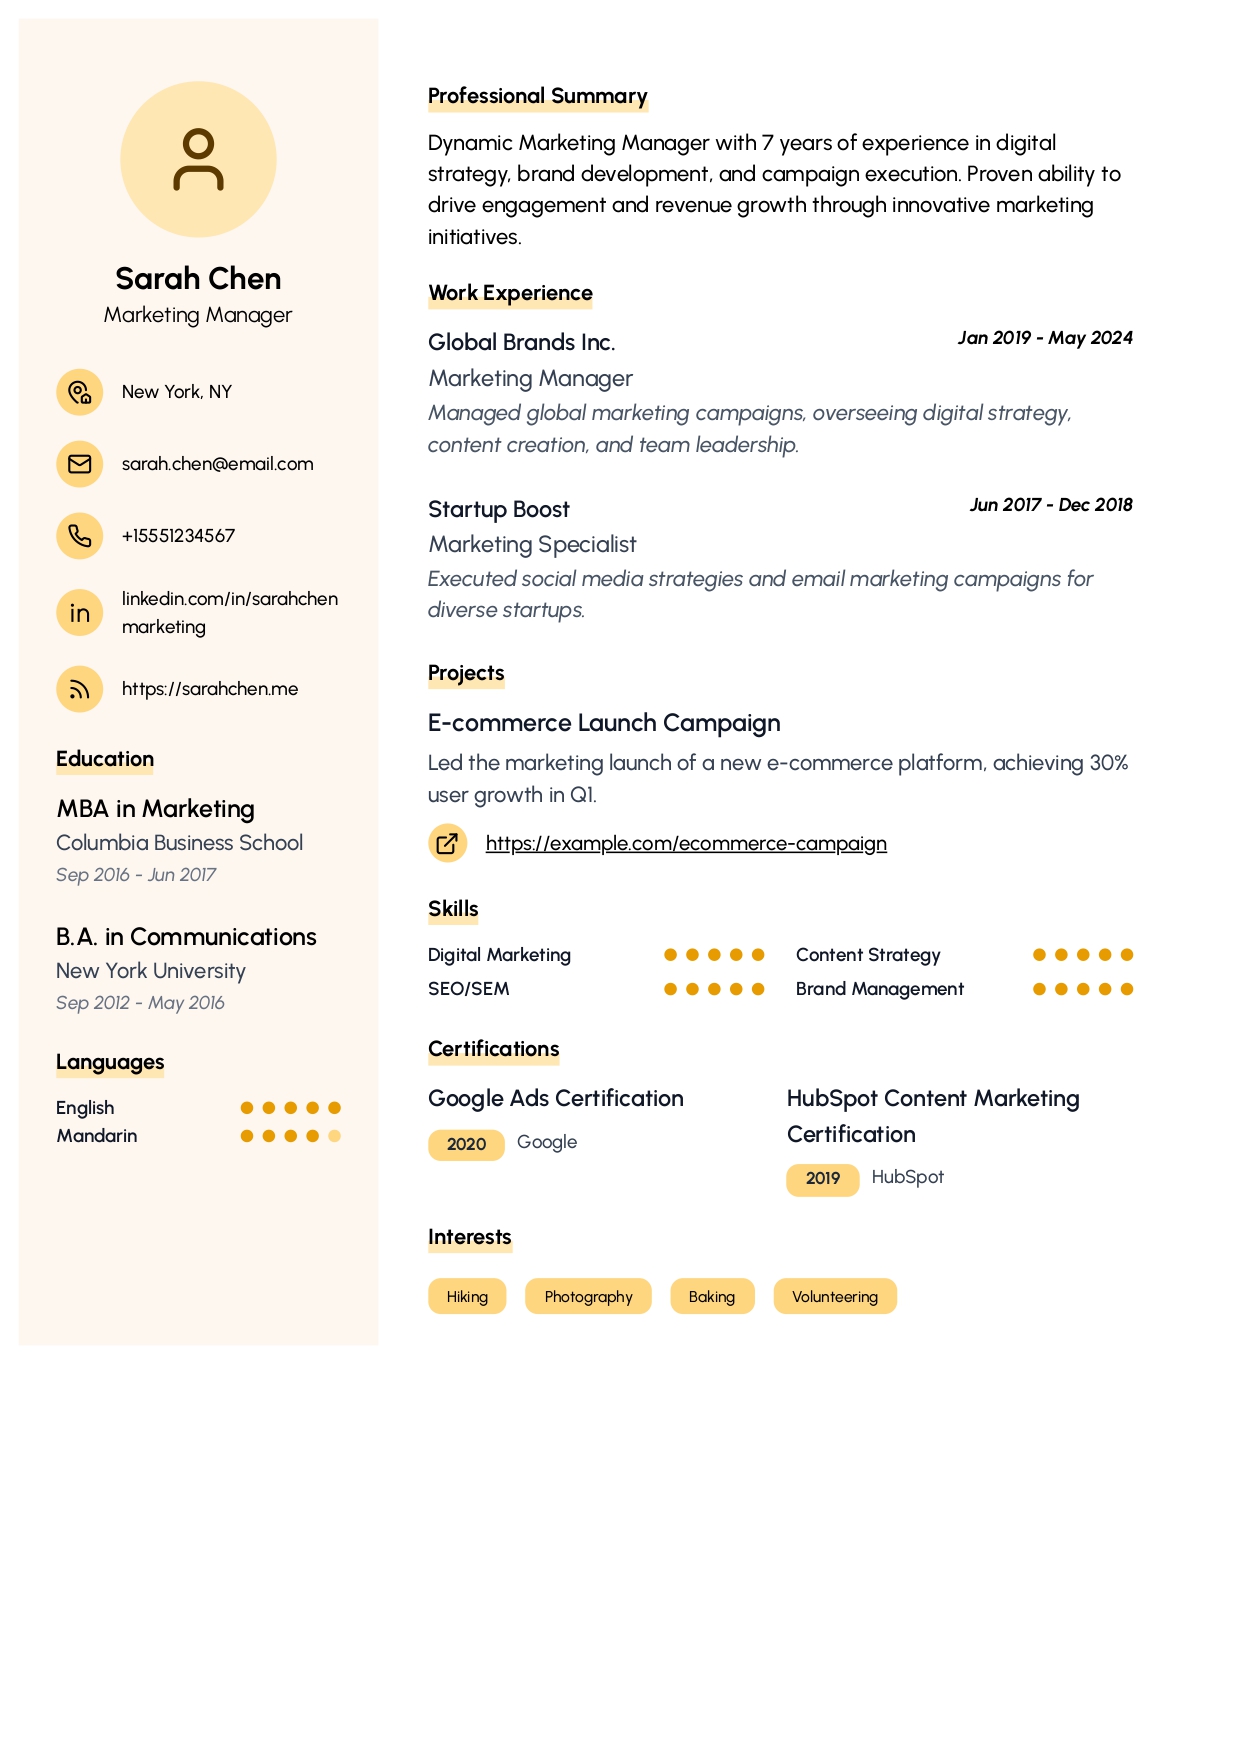 Sarah Chen
Marketing Manager
New York, NY
sarah.chen@email.com
+15551234567
linkedin.com/in/sarahchen
marketing
https://sarahchen.me
Education
MBA in Marketing
Columbia Business School
Sep 2016 - Jun 2017
B.A. in Communications
New York University
Sep 2012 - May 2016
Languages
English
Mandarin
Professional Summary
Dynamic Marketing Manager with 7 years of experience in digital
strategy, brand development, and campaign execution. Proven ability to
drive engagement and revenue growth through innovative marketing
initiatives.
Work Experience
Global Brands Inc.
Jan 2019 - May 2024
Marketing Manager
Managed global marketing campaigns, overseeing digital strategy,
content creation, and team leadership.
Startup Boost
Jun 2017 - Dec 2018
Marketing Specialist
Executed social media strategies and email marketing campaigns for
diverse startups.
Projects
E-commerce Launch Campaign
Led the marketing launch of a new e-commerce platform, achieving 30%
user growth in Q1.
https://example.com/ecommerce-campaign
Skills
Digital Marketing
Content Strategy
SEO/SEM
Brand Management
Certifications
Google Ads Certification
2020 Google
HubSpot Content Marketing
Certification
2019 HubSpot
Interests
Hiking
Photography
Baking
Volunteering